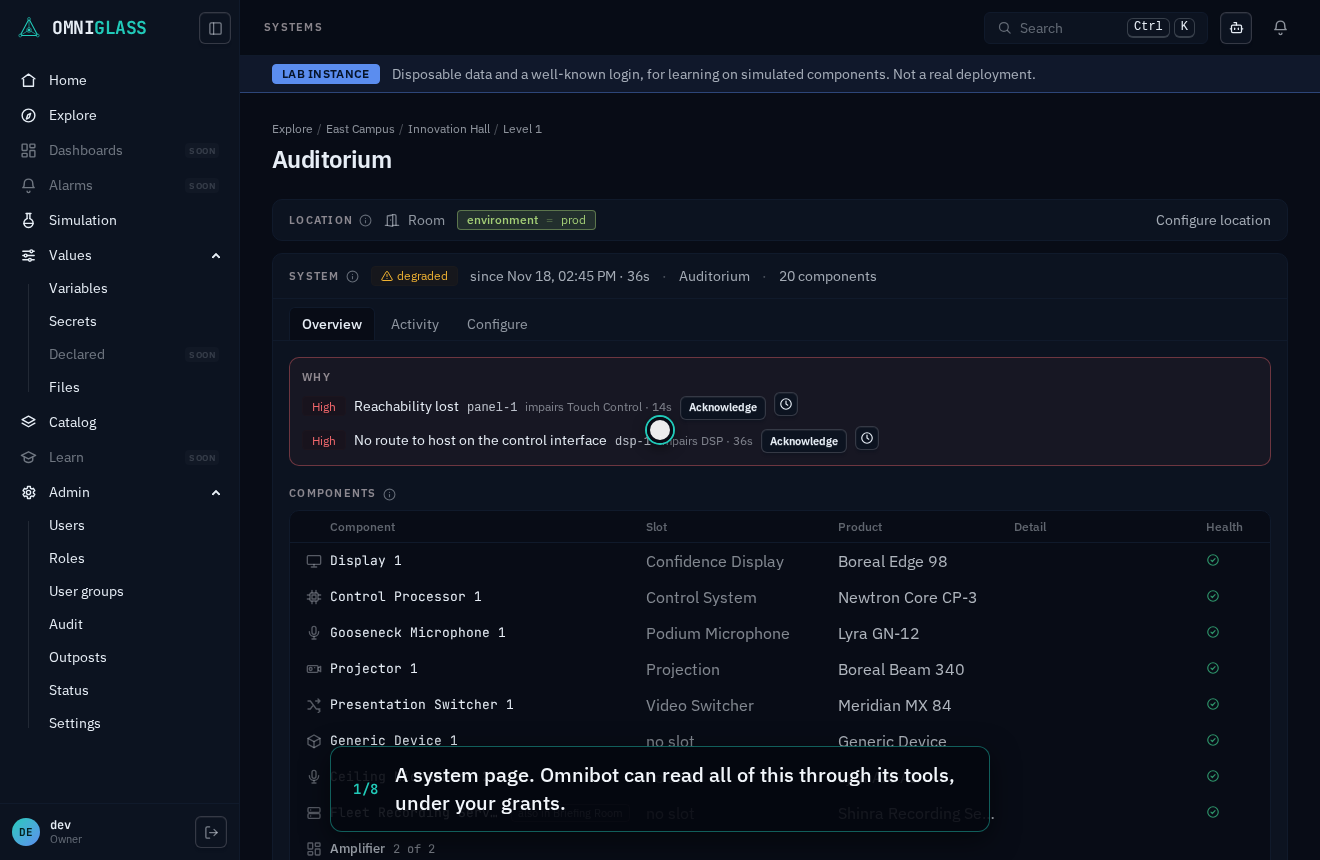 OMNIGLASS
SYSTEMS
Search
Ctrl K
Home
Explore
Dashboards SOON
Alarms SOON
Simulation
Values
Variables
Secrets
Declared SOON
Files
Catalog
Learn SOON
Admin
Users
Roles
User groups
Audit
Outposts
Status
Settings
DE
dev
Owner
LAB INSTANCE Disposable data and a well-known login, for learning on simulated components. Not a real deployment.
Explore / East Campus / Innovation Hall / Level 1
Auditorium
LOCATION Room environment = prod Configure location
SYSTEM degraded since Nov 18, 02:45 PM · 36s · Auditorium · 20 components
Overview Activity Configure
WHY
High Reachability lost panel-1 impairs Touch Control · 14s Acknowledge
High No route to host on the control interface DSP · 36s Acknowledge
COMPONENTS
Component Slot Product Detail Health
Display 1 Confidence Display Boreal Edge 98
Control Processor 1 Control System Newtron Core CP-3
Gooseneck Microphone 1 Podium Microphone Lyra GN-12
Projector 1 Projection Boreal Beam 340
Presentation Switcher 1 Video Switcher Meridian MX 84
Generic Device 1 no slot Generic Device
1/8 A system page. Omnibot can read all of this through its tools,
under your grants.
Amplifier 2 of 2